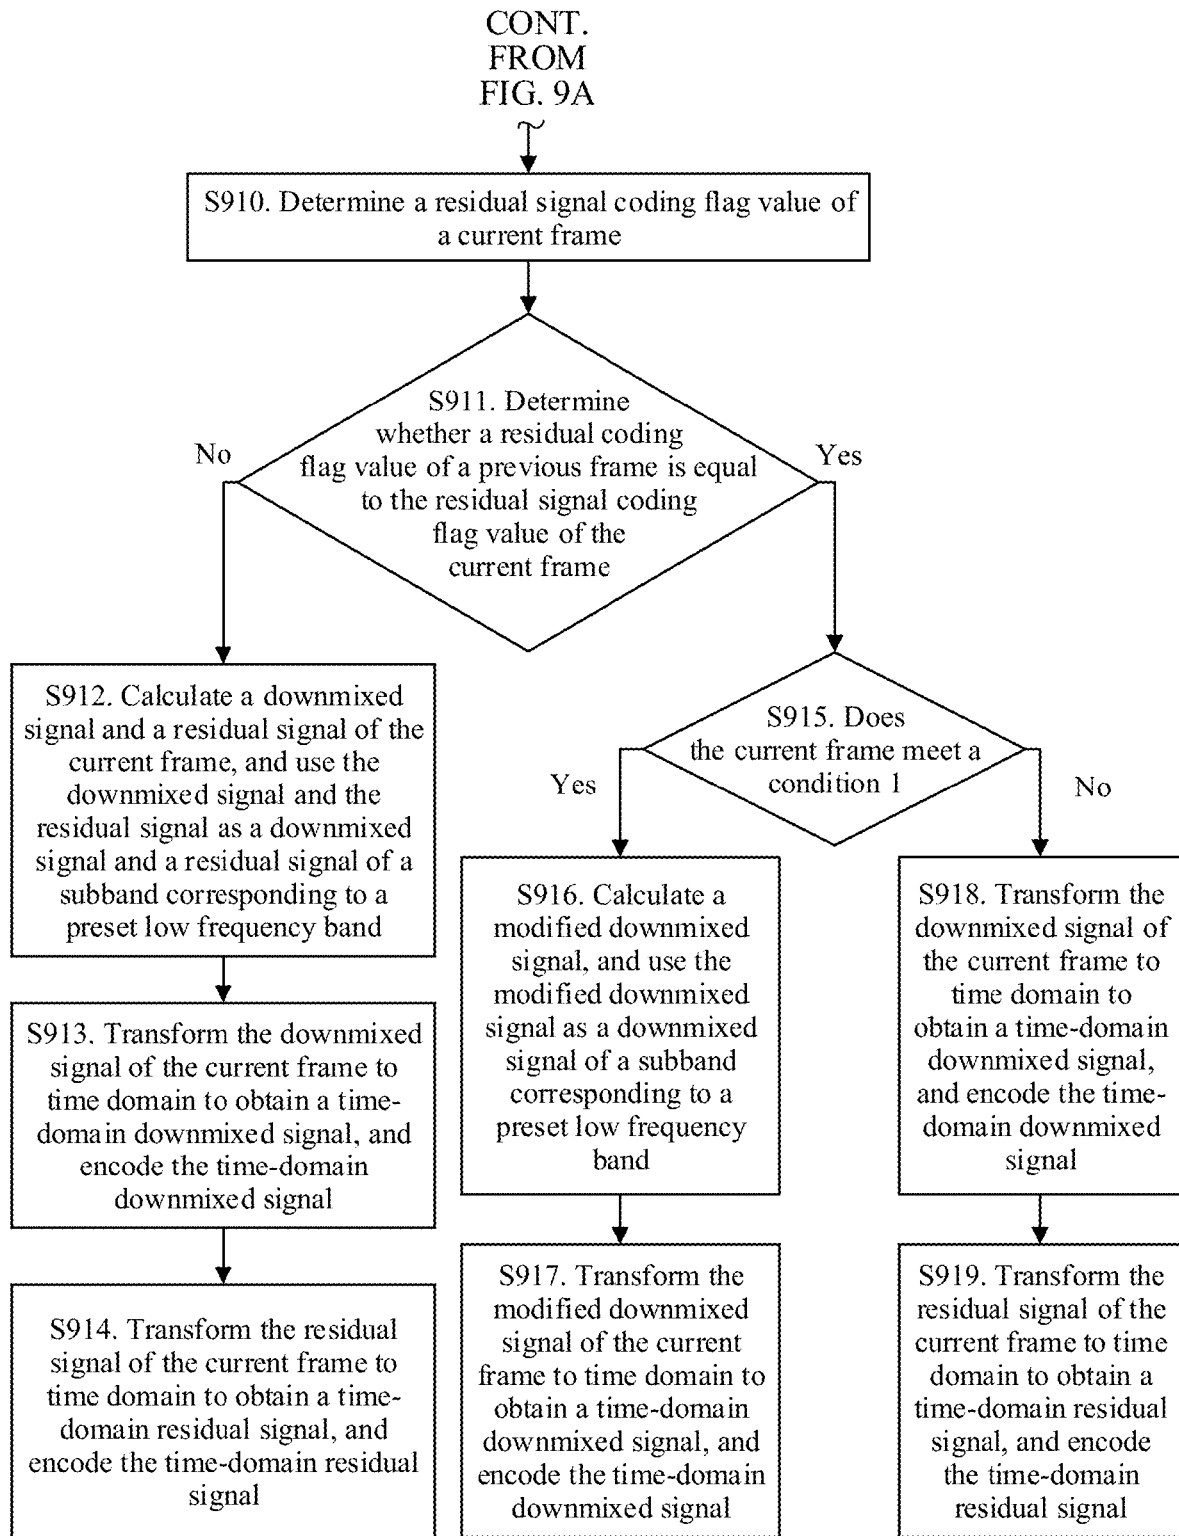 CONT.
FROM
FIG. 9A
S910. Determine a residual signal coding flag value of
a current frame
S911. Determine
whether a residual coding
flag value of a previous frame is equal
to the residual signal coding
flag value of the
current frame
No
Yes
S912. Calculate a downmixed
signal and a residual signal of the
current frame, and use the
downmixed signal and the
residual signal as a downmixed
signal and a residual signal of a
subband corresponding to a
preset low frequency band
S913. Transform the downmixed
signal of the current frame to
time domain to obtain a time-
domain downmixed signal, and
encode the time-domain
downmixed signal
S914. Transform the residual
signal of the current frame to
time domain to obtain a time-
domain residual signal, and
encode the time-domain residual
signal
S915. Does
the current frame meet a
condition 1
Yes
No
S916. Calculate a
modified downmixed
signal, and use the
modified downmixed
signal as a downmixed
signal of a subband
corresponding to a
preset low frequency
band
S917. Transform the
modified downmixed
signal of the current
frame to time domain to
obtain a time-domain
downmixed signal, and
encode the time-domain
downmixed signal
S918. Transform the
downmixed signal of
the current frame to
time domain to
obtain a time-domain
downmixed signal,
and encode the time-
domain downmixed
signal
S919. Transform the
residual signal of the
current frame to time
domain to obtain a
time-domain residual
signal, and encode
the time-domain
residual signal